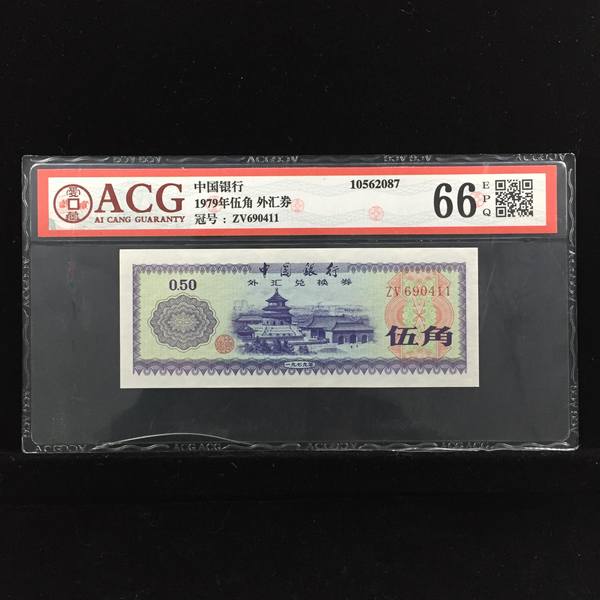 ACG
AI CANG GUARANTY
中国银行
10562087
1979年伍角 外汇券
冠号：ZV690411
66
EPQ
中国银行
外汇兑换券
0.50
ZV690411
伍角
一九七九年